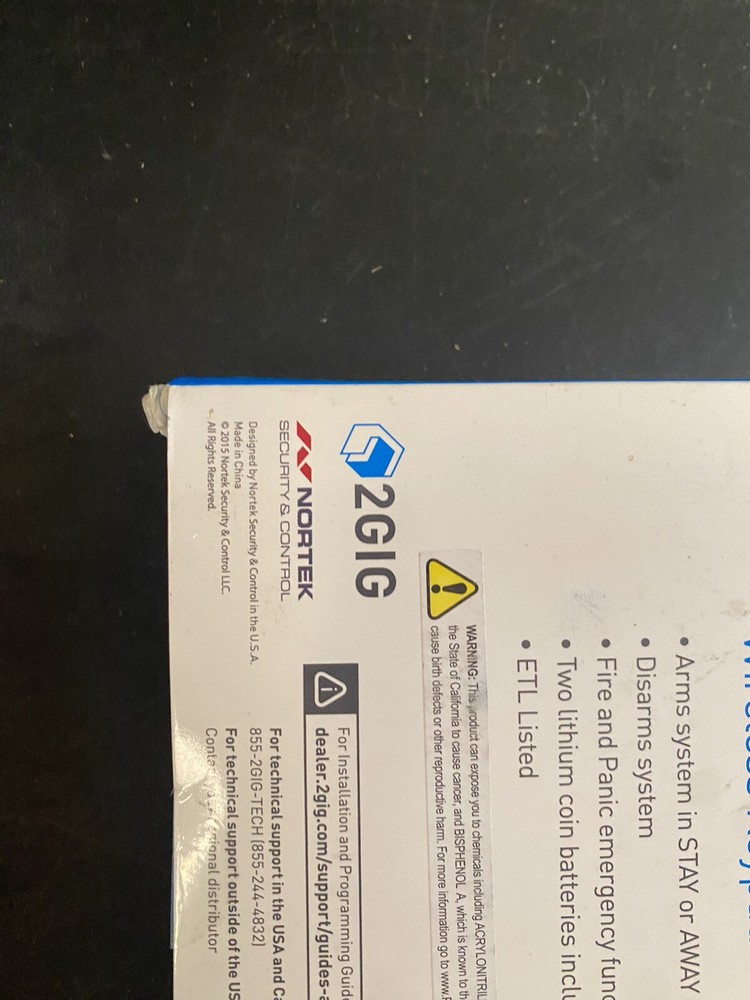 • Arms system in STAY or AWAY
• Disarms system
• Fire and Panic emergency func
• Two lithium coin batteries incl
• ETL Listed
WARNING: This product can expose you to chemicals including ACRYLONITRIL
the State of California to cause cancer, and BISPHENOL A, which is known to th
cause birth defects or other reproductive harm. For more information go to www.
2GIG
NORTEK
SECURITY & CONTROL
Designed by Nortek Security & Control in the U.S.A.
Made in China
© 2015 Nortek Security & Control LLC.
All Rights Reserved.
For Installation and Programming Guid
dealer.2gig.com/support/guides-
For technical support in the USA and Ca
855-2GIG-TECH (855-244-4832)
For technical support outside of the US
Contact your regional distributor